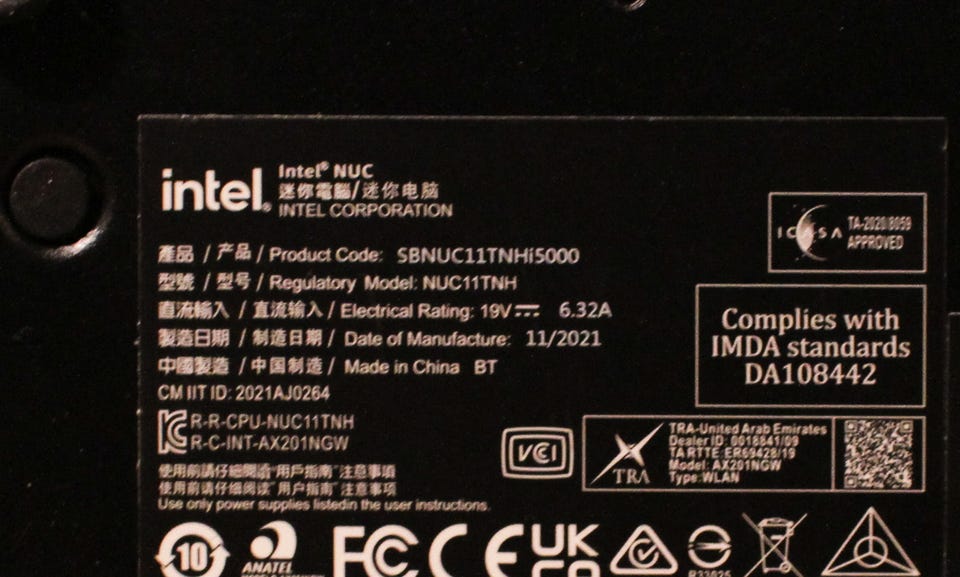 intel.
Intel® NUC
迷你電腦/迷你电脑
INTEL CORPORATION
產品 / 产品 / Product Code: SBNUC11TNHi5000
型號 / 型号 / Regulatory Model: NUC11TNH
直流輸入 / 直流输入 / Electrical Rating: 19V⎓ 6.32A
製造日期 / 制造日期 / Date of Manufacture: 11/2021
中國製造 / 中国制造 / Made in China BT
CM IIT ID: 2021AJ0264
R-R-CPU-NUC11TNH
R-C-INT-AX201NGW
使用前請仔細閱讀"用戶指南"注意事項
使用前请仔细阅读"用户指南"注意事项
Use only power supplies listedin the user instructions.
ICASA
TA-2020/8059
APPROVED
Complies with
IMDA standards
DA108442
VCI
TRA
TRA-United Arab Emirates
Dealer ID: 0018841/09
TA RTTE: ER69428/19
Model: AX201NGW
Type:WLAN
10
ANATEL
FC
CE
UK
CA
R33025